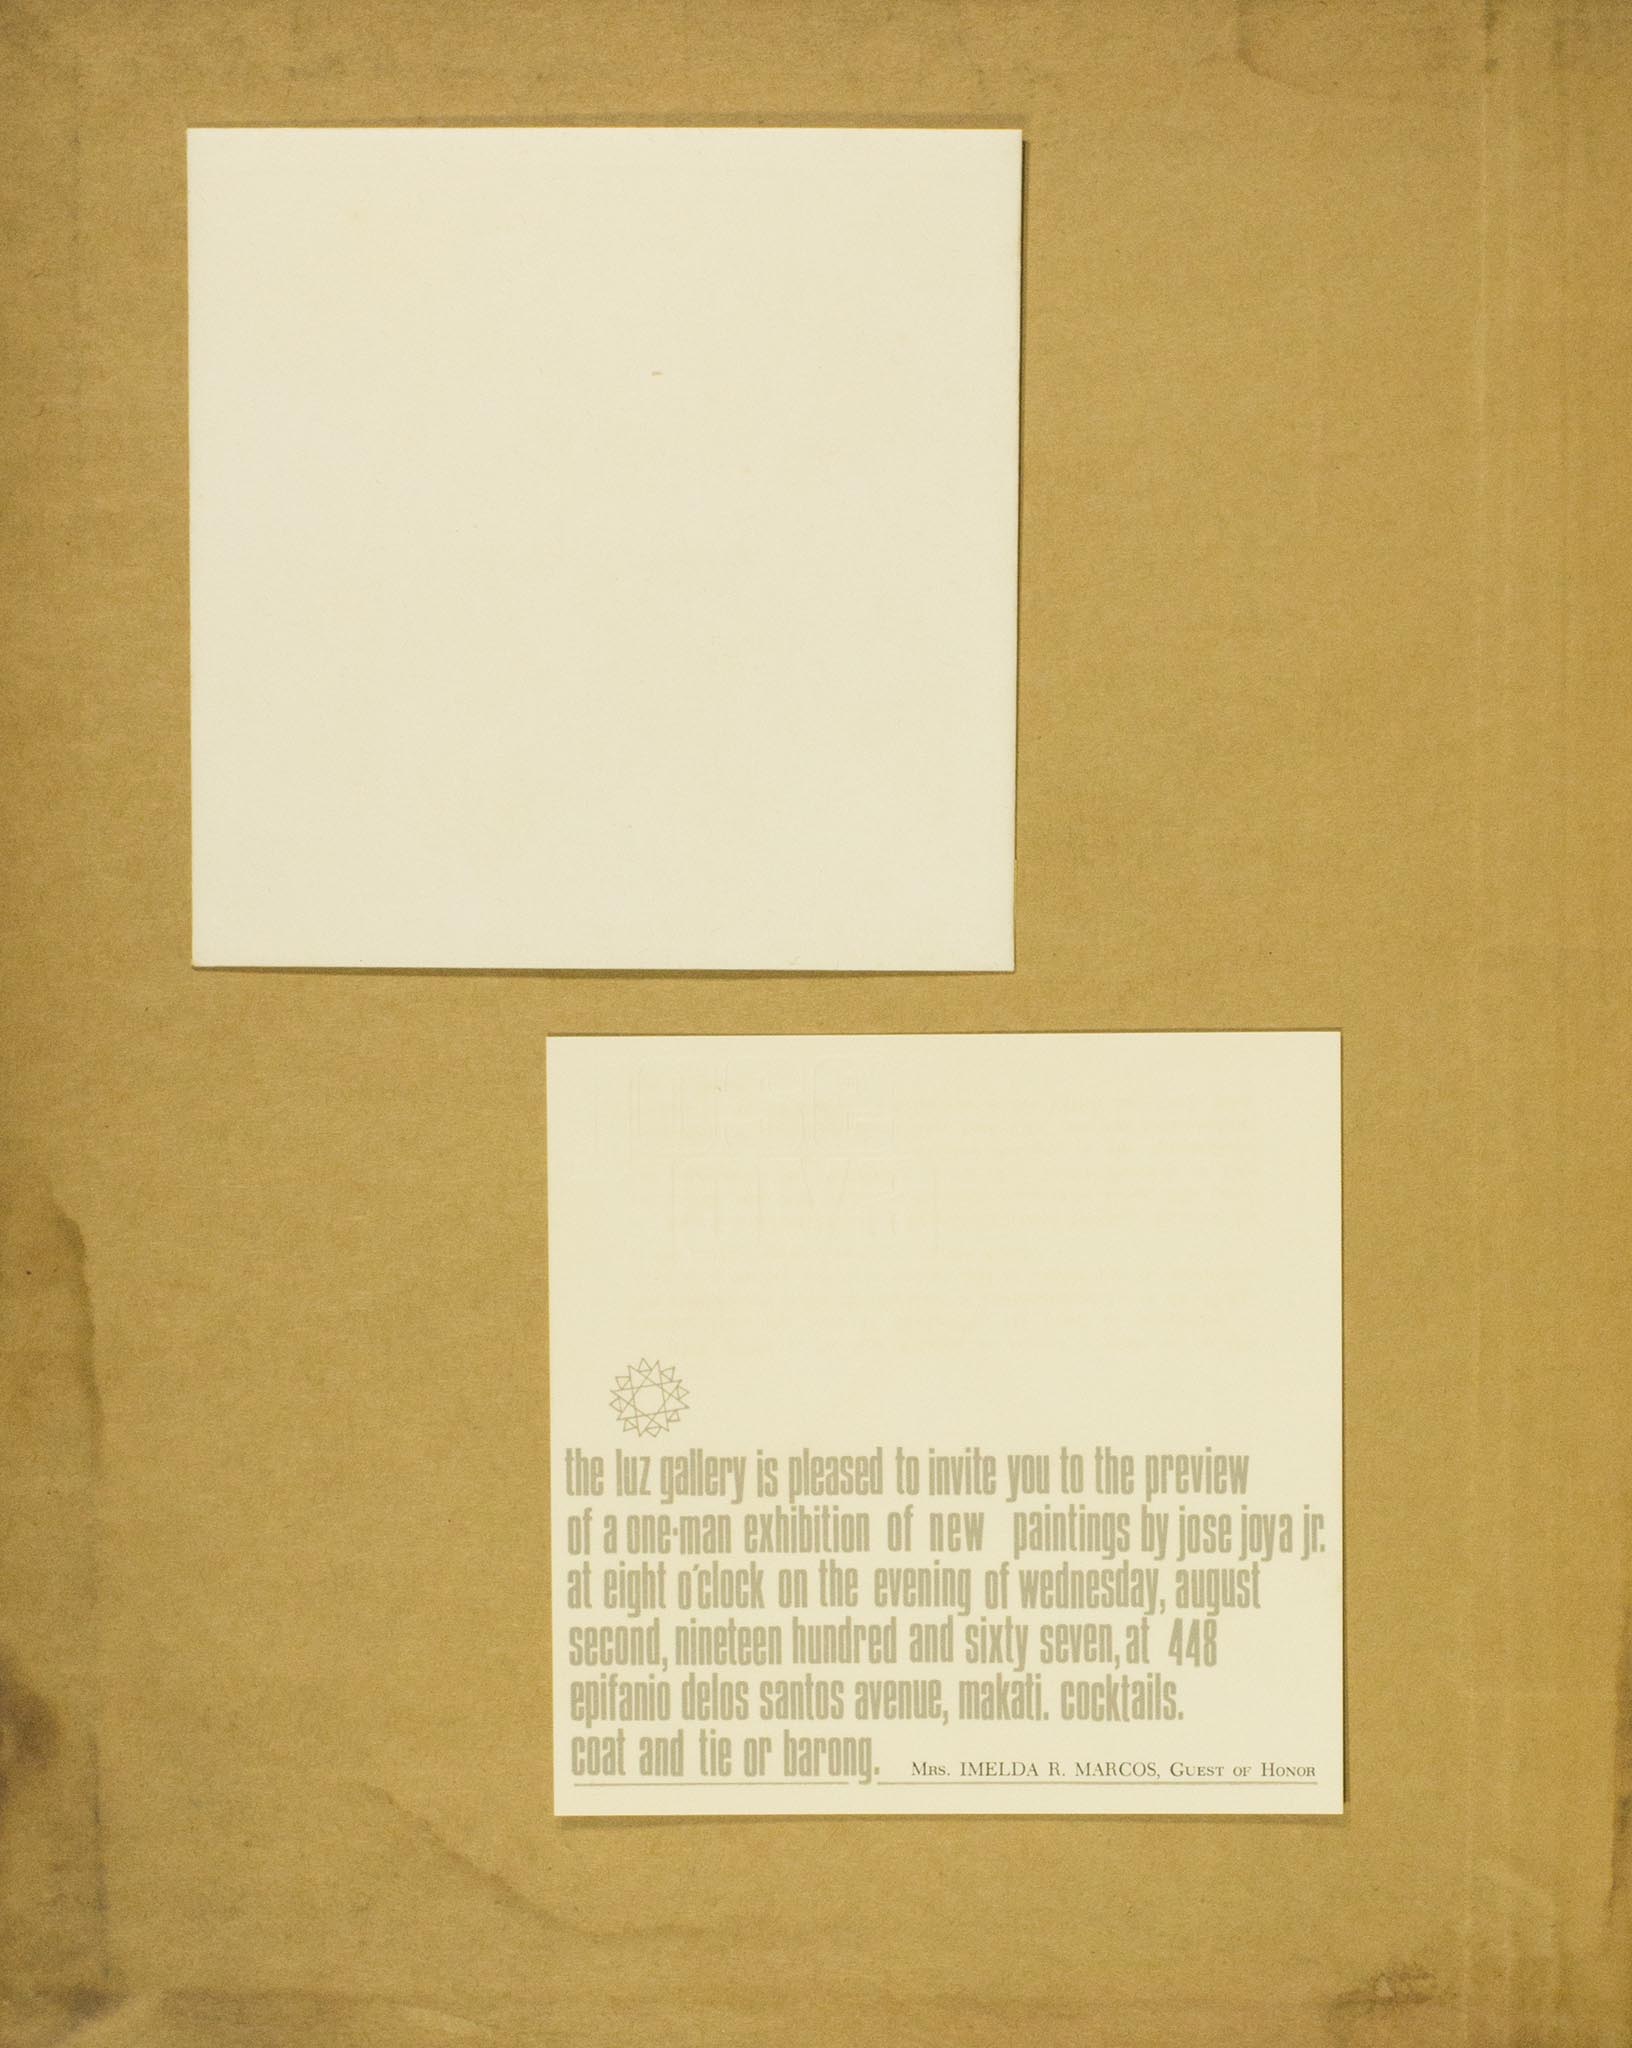 the luz gallery is pleased to invite you to the preview
of a one-man exhibition of new paintings by jose joya jr.
at eight o'clock on the evening of wednesday, august
second, nineteen hundred and sixty seven, at 448
epifanio delos santos avenue, makati. cocktails.
coat and tie or barong. Mrs. IMELDA R. MARCOS, Guest of Honor